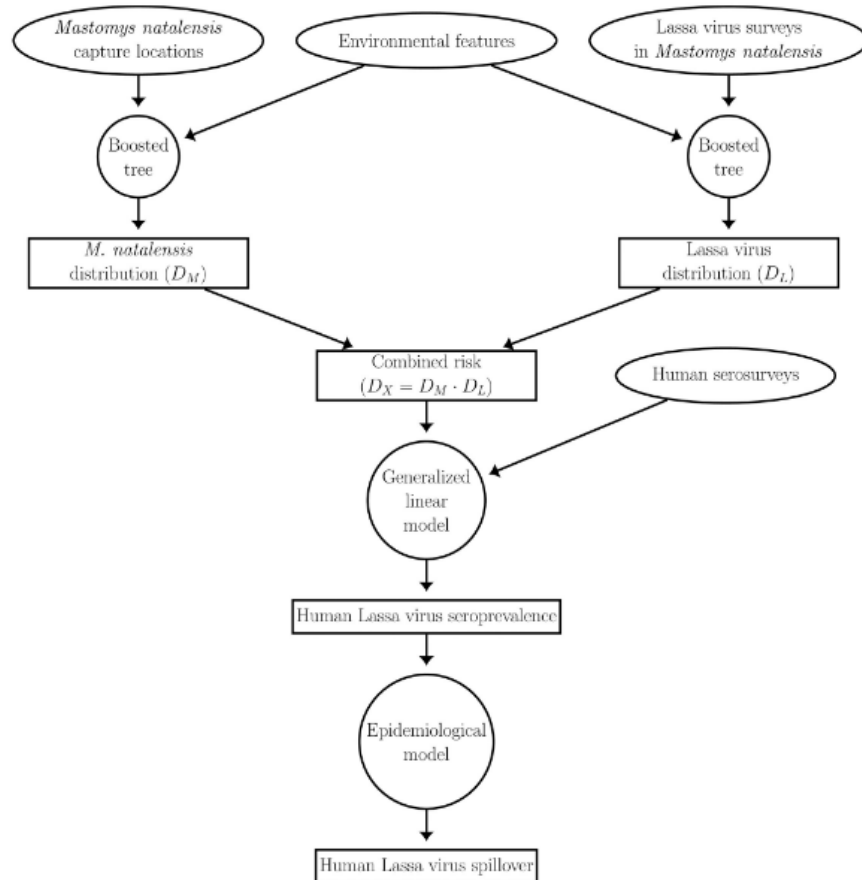 Mastomys natalensis
capture locations
Environmental features
Lassa virus surveys
in Mastomys natalensis
Boosted
tree
Boosted
tree
M. natalensis
distribution (D_M)
Lassa virus
distribution (D_L)
Combined risk
(D_X = D_M · D_L)
Human serosurveys
Generalized
linear
model
Human Lassa virus seroprevalence
Epidemiological
model
Human Lassa virus spillover